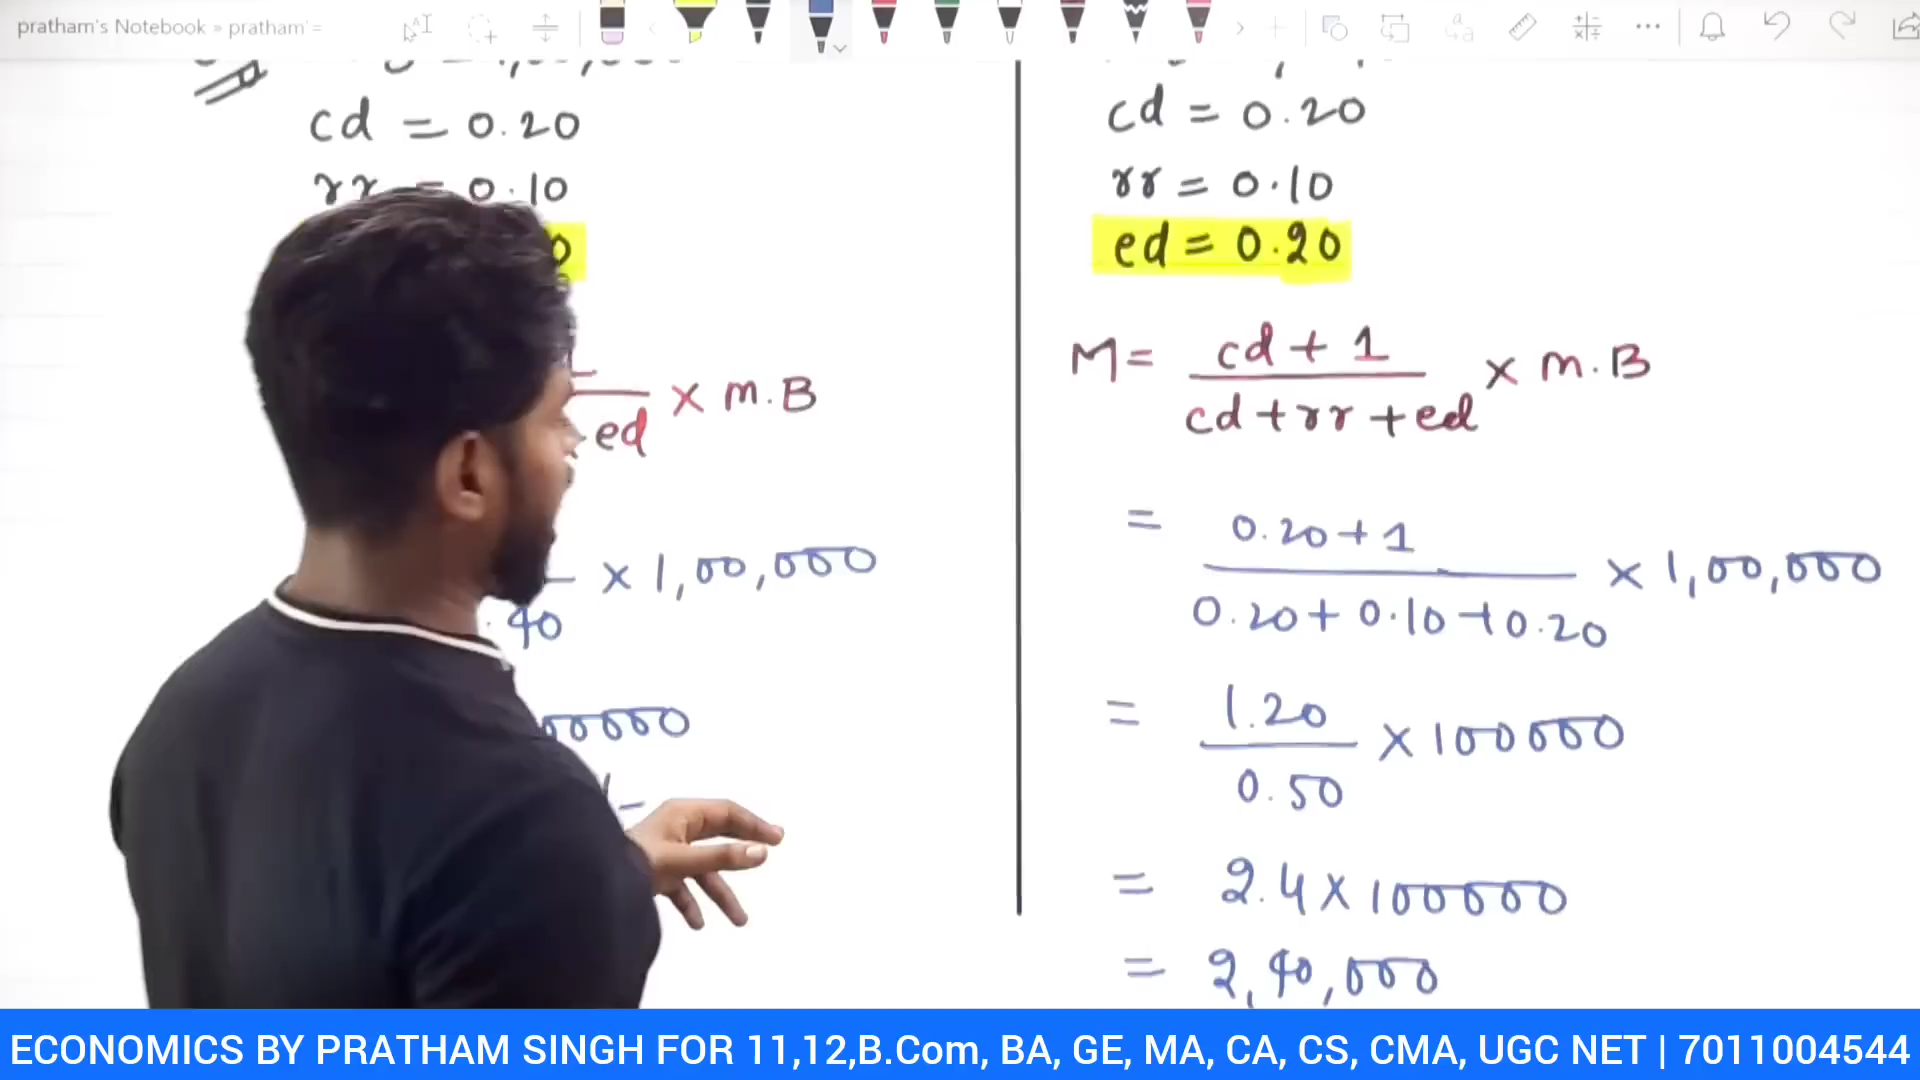 pratham's Notebook » pratham'=
cd = 0.20
rr = 0.10
× m.B
ed
× 1,00,000
40
00000
cd = 0.20
rr = 0.10
ed = 0.20
M = cd + 1 × m.B
cd + rr + ed
= 0.20 + 1 × 1,00,000
0.20 + 0.10 + 0.20
= 1.20 × 100000
0.50
= 2.4 × 100000
= 2,40,000
ECONOMICS BY PRATHAM SINGH FOR 11,12,B.Com, BA, GE, MA, CA, CS, CMA, UGC NET | 7011004544